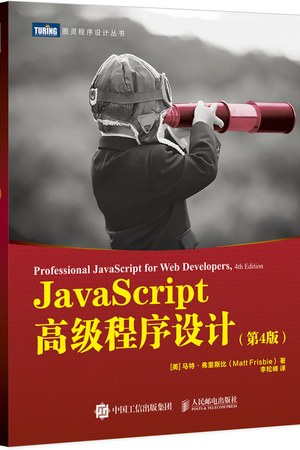 TURING 图灵程序设计丛书
Professional JavaScript for Web Developers, 4th Edition
JavaScript
高级程序设计（第4版）
[美] 马特·弗里斯比（Matt Frisbie）著
李松峰 译
中国工信出版集团 人民邮电出版社
POSTS & TELECOM PRESS